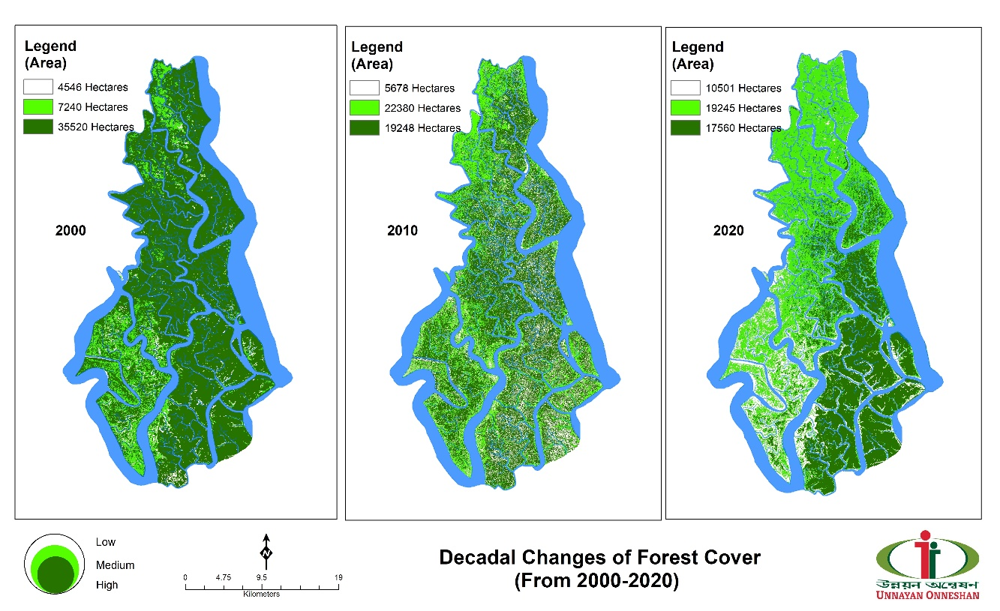 Legend
(Area)
4546 Hectares
7240 Hectares
35520 Hectares
2000
Legend
(Area)
5678 Hectares
22380 Hectares
19248 Hectares
2010
Legend
(Area)
10501 Hectares
19245 Hectares
17560 Hectares
2020
Low
Medium
High
N
0 4.75 9.5 19
Kilometers
Decadal Changes of Forest Cover
(From 2000-2020)
উন্নয়ন অন্বেষণ
UNNAYAN ONNESHAN